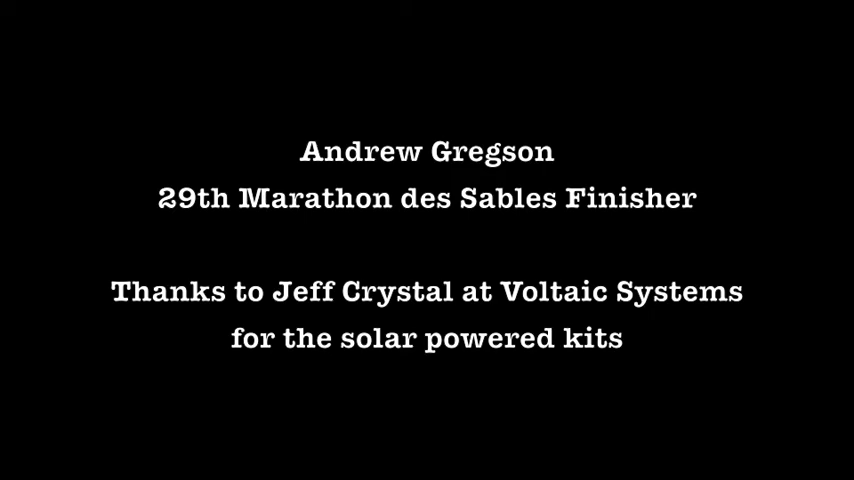 Andrew Gregson
29th Marathon des Sables Finisher
Thanks to Jeff Crystal at Voltaic Systems
for the solar powered kits